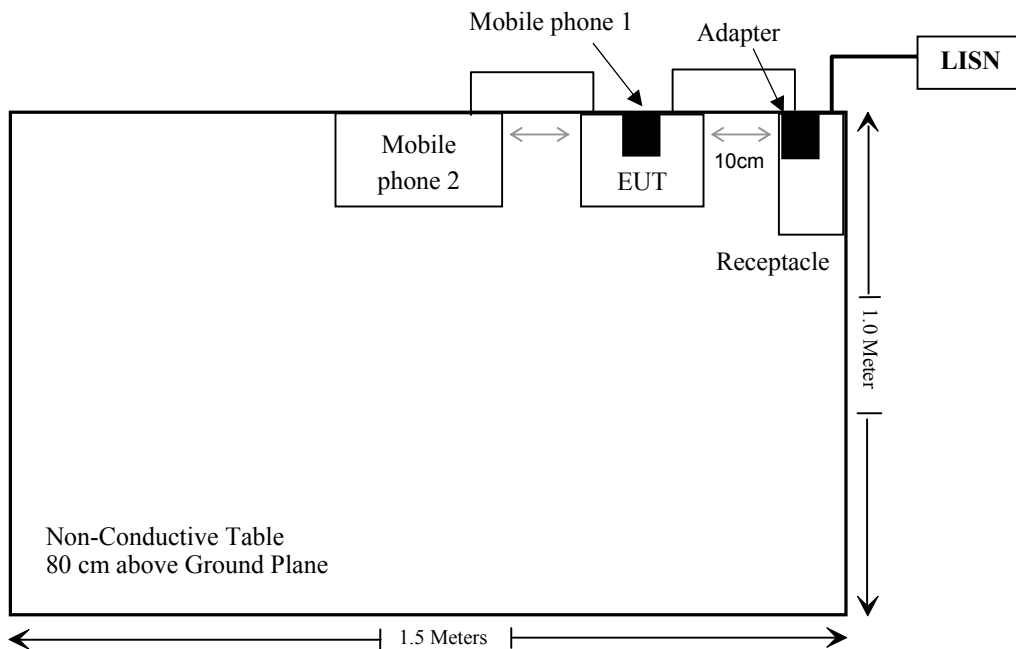 Mobile phone 1
Adapter
LISN
Mobile
phone 2
EUT
10cm
Receptacle
1.0 Meter
Non-Conductive Table
80 cm above Ground Plane
1.5 Meters